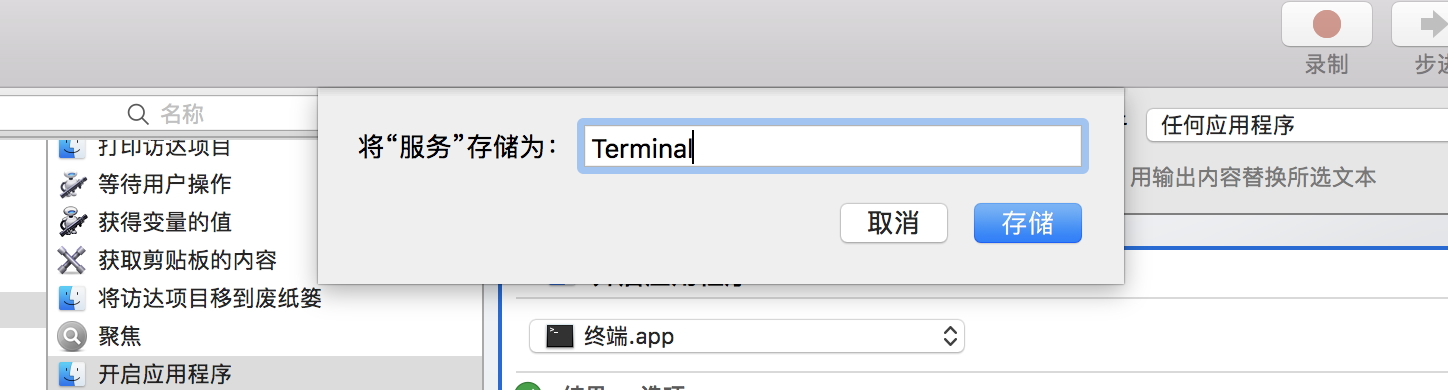 录制
步进
名称
任何应用程序
将“服务”存储为：
Terminal
打印访达项目
等待用户操作
用输出内容替换所选文本
获得变量的值
取消
存储
获取剪贴板的内容
将访达项目移到废纸篓
聚焦
终端.app
开启应用程序